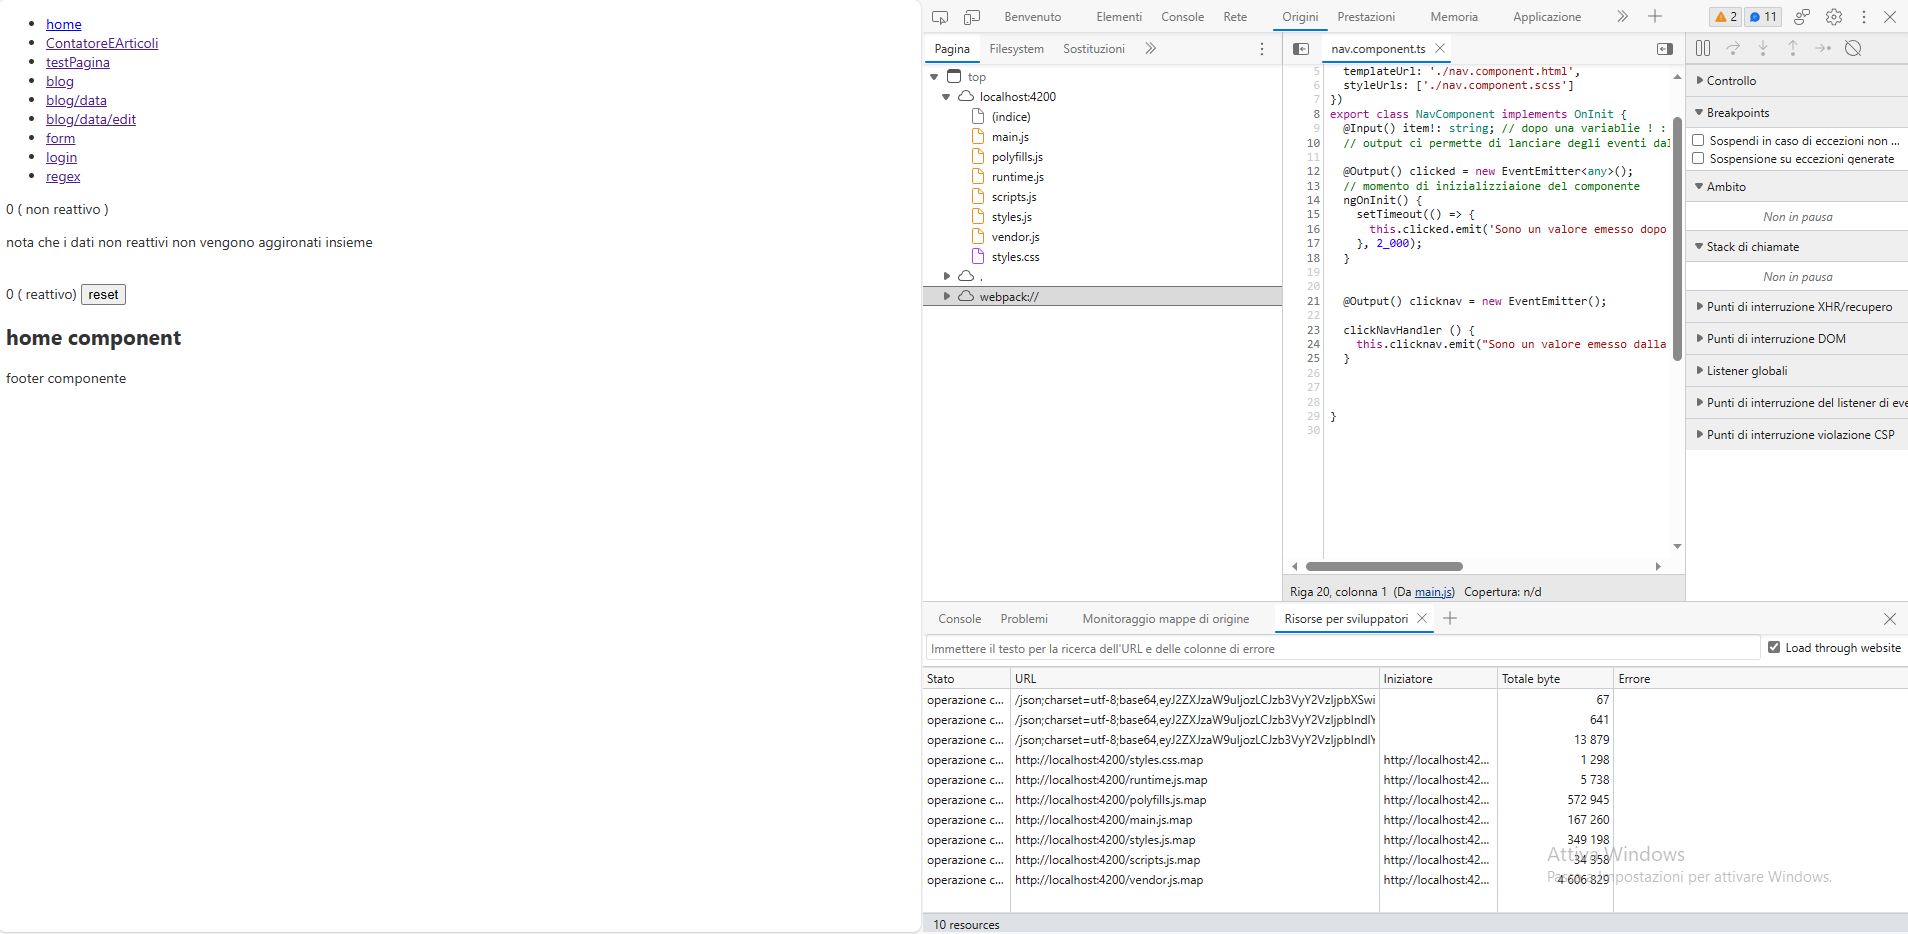 home
ContatoreEArticoli
testPagina
blog
blog/data
blog/data/edit
form
login
regex
0 ( non reattivo )
nota che i dati non reattivi non vengono aggironati insieme
0 ( reattivo) reset
home component
footer componente
Benvenuto Elementi Console Rete Origini Prestazioni Memoria Applicazione 2 11
Pagina Filesystem Sostituzioni
top
localhost:4200
(indice)
main.js
polyfills.js
runtime.js
scripts.js
styles.js
vendor.js
styles.css
.
webpack://
nav.component.ts
5 templateUrl: './nav.component.html',
6 styleUrls: ['./nav.component.scss']
7 })
8 export class NavComponent implements OnInit {
9 @Input() item!: string; // dopo una variablie ! :
10 // output ci permette di lanciare degli eventi dal
11
12 @Output() clicked = new EventEmitter<any>();
13 // momento di inizializziaione del componente
14 ngOnInit() {
15 setTimeout(() => {
16 this.clicked.emit('Sono un valore emesso dopo
17 }, 2_000);
18 }
19
20
21 @Output() clicknav = new EventEmitter();
22
23 clickNavHandler () {
24 this.clicknav.emit("Sono un valore emesso dalla
25 }
26
27
28
29 }
30
Riga 20, colonna 1 (Da main.js) Copertura: n/d
Controllo
Breakpoints
Sospendi in caso di eccezioni non ...
Sospensione su eccezioni generate
Ambito
Non in pausa
Stack di chiamate
Non in pausa
Punti di interruzione XHR/recupero
Punti di interruzione DOM
Listener globali
Punti di interruzione del listener di eve
Punti di interruzione violazione CSP
Console Problemi Monitoraggio mappe di origine Risorse per sviluppatori
Immettere il testo per la ricerca dell'URL e delle colonne di errore Load through website
Stato URL Iniziatore Totale byte Errore
operazione c... /json;charset=utf-8;base64,eyJ2ZXJzaW9uIjozLCJzb3VyY2VzIjpbXSwi 67
operazione c... /json;charset=utf-8;base64,eyJ2ZXJzaW9uIjozLCJzb3VyY2VzIjpbIndlY 641
operazione c... /json;charset=utf-8;base64,eyJ2ZXJzaW9uIjozLCJzb3VyY2VzIjpbIndlY 13 879
operazione c... http://localhost:4200/styles.css.map http://localhost:42... 1 298
operazione c... http://localhost:4200/runtime.js.map http://localhost:42... 5 738
operazione c... http://localhost:4200/polyfills.js.map http://localhost:42... 572 945
operazione c... http://localhost:4200/main.js.map http://localhost:42... 167 260
operazione c... http://localhost:4200/styles.js.map http://localhost:42... 349 198
operazione c... http://localhost:4200/scripts.js.map http://localhost:42... 34 358
operazione c... http://localhost:4200/vendor.js.map http://localhost:42... 4 606 829
Attiva Windows
Passa a Impostazioni per attivare Windows.
10 resources